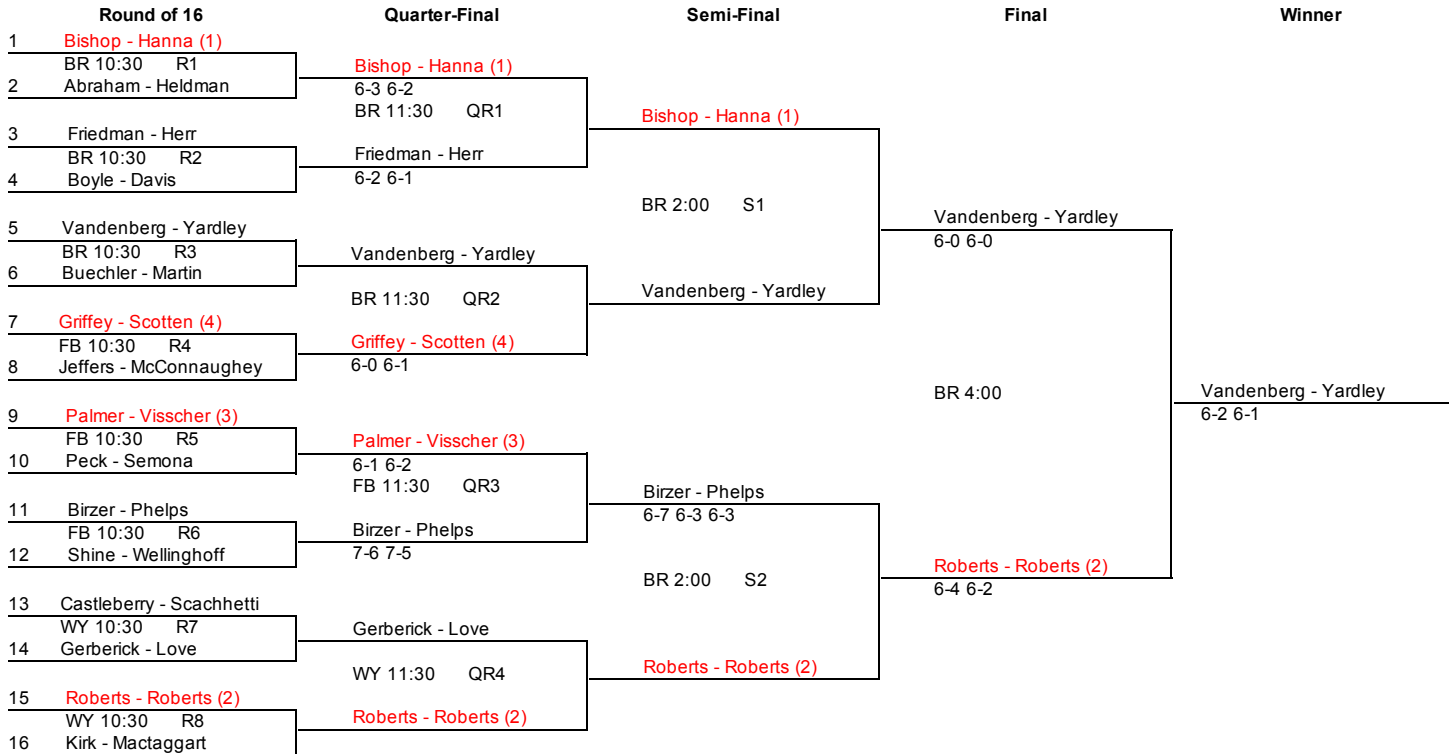 Round of 16 Quarter-Final Semi-Final Final Winner
1 Bishop - Hanna (1)
BR 10:30 R1
2 Abraham - Heldman
3 Friedman - Herr
BR 10:30 R2
4 Boyle - Davis
5 Vandenberg - Yardley
BR 10:30 R3
6 Buechler - Martin
7 Griffey - Scotten (4)
FB 10:30 R4
8 Jeffers - McConnaughey
9 Palmer - Visscher (3)
FB 10:30 R5
10 Peck - Semona
11 Birzer - Phelps
FB 10:30 R6
12 Shine - Wellinghoff
13 Castleberry - Scachhetti
WY 10:30 R7
14 Gerberick - Love
15 Roberts - Roberts (2)
WY 10:30 R8
16 Kirk - Mactaggart
Bishop - Hanna (1)
6-3 6-2
BR 11:30 QR1
Friedman - Herr
6-2 6-1
Vandenberg - Yardley
BR 11:30 QR2
Griffey - Scotten (4)
6-0 6-1
Palmer - Visscher (3)
6-1 6-2
FB 11:30 QR3
Birzer - Phelps
7-6 7-5
Gerberick - Love
WY 11:30 QR4
Roberts - Roberts (2)
Bishop - Hanna (1)
BR 2:00 S1
Vandenberg - Yardley
Birzer - Phelps
6-7 6-3 6-3
BR 2:00 S2
Roberts - Roberts (2)
Vandenberg - Yardley
6-0 6-0
BR 4:00
Roberts - Roberts (2)
6-4 6-2
Vandenberg - Yardley
6-2 6-1